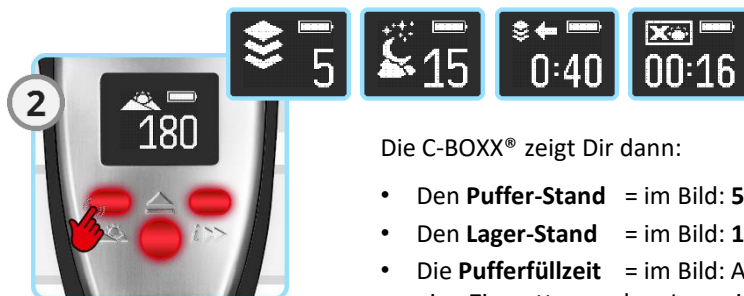 5
15
0:40
00:16
2
180
i>>
Die C-BOXX® zeigt Dir dann:
• Den Puffer-Stand = im Bild: 5
• Den Lager-Stand = im Bild: 1
• Die Pufferfüllzeit = im Bild: A